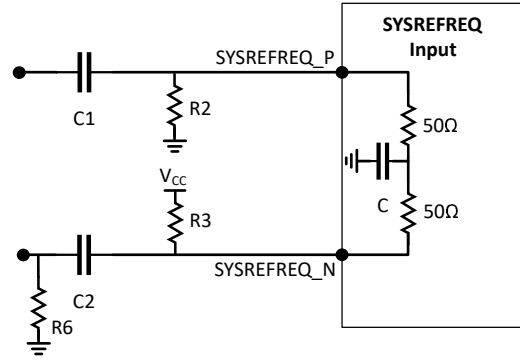 SYSREFREQ
Input
SYSREFREQ_P
C1
R2
50Ω
VCC
C
R3
50Ω
SYSREFREQ_N
C2
R6